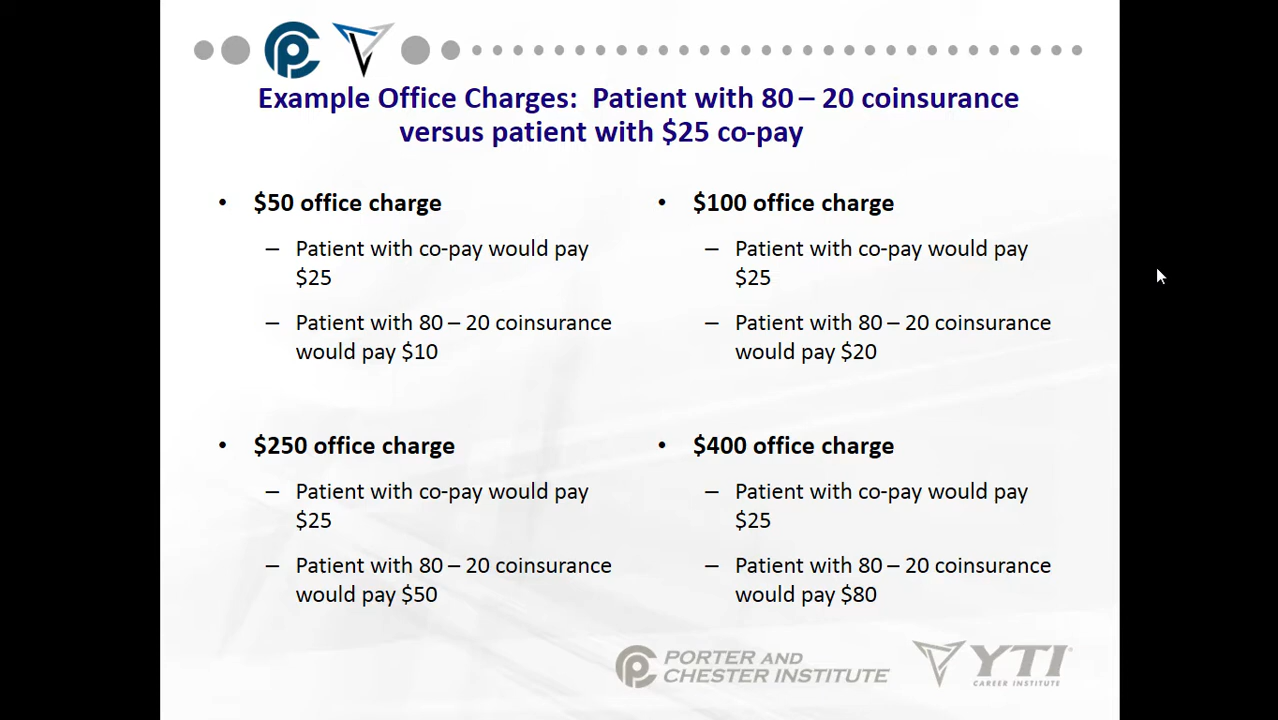 Example Office Charges:  Patient with 80 – 20 coinsurance
versus patient with $25 co-pay
• $50 office charge
– Patient with co-pay would pay
$25
– Patient with 80 – 20 coinsurance
would pay $10
• $100 office charge
– Patient with co-pay would pay
$25
– Patient with 80 – 20 coinsurance
would pay $20
• $250 office charge
– Patient with co-pay would pay
$25
– Patient with 80 – 20 coinsurance
would pay $50
• $400 office charge
– Patient with co-pay would pay
$25
– Patient with 80 – 20 coinsurance
would pay $80
PORTER AND
CHESTER INSTITUTE
YTI®
CAREER INSTITUTE